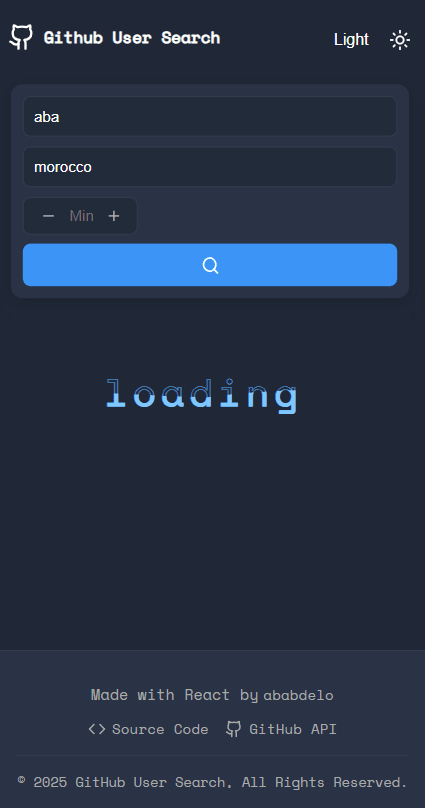 Github User Search Light
aba
morocco
Min
loading
Made with React by ababdelo
Source Code GitHub API
© 2025 GitHub User Search, All Rights Reserved.